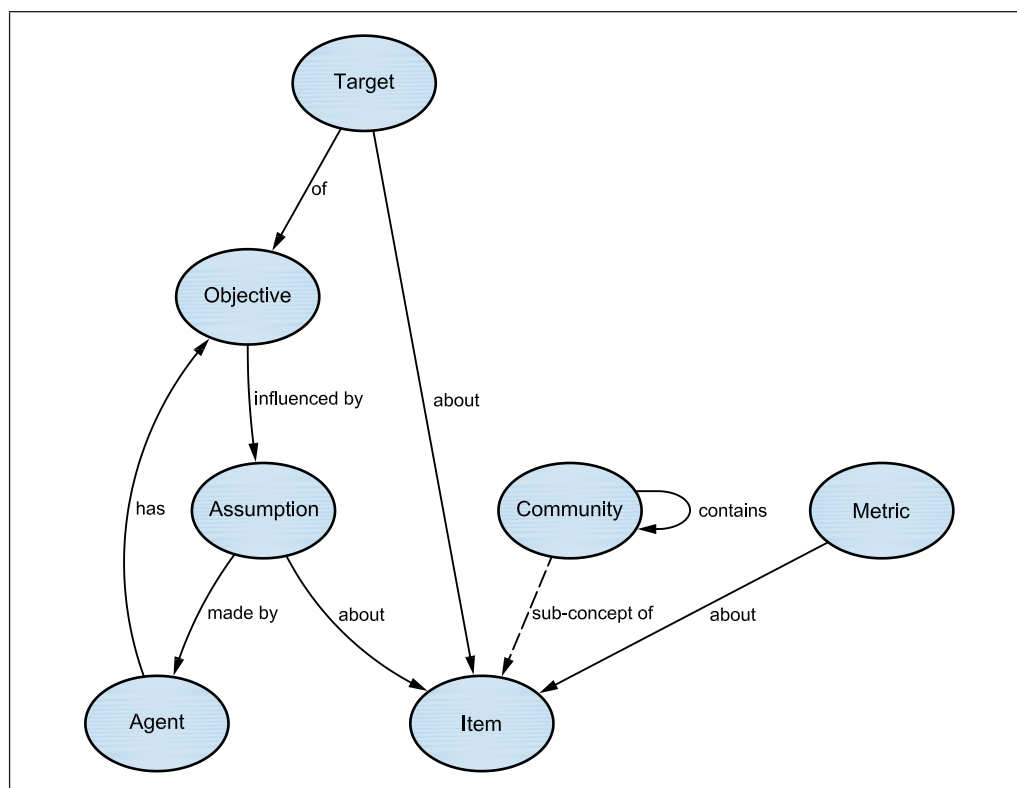 Target
of
Objective
influenced by
about
has
Assumption
Community
contains
Metric
made by
about
sub-concept of
about
Agent
Item